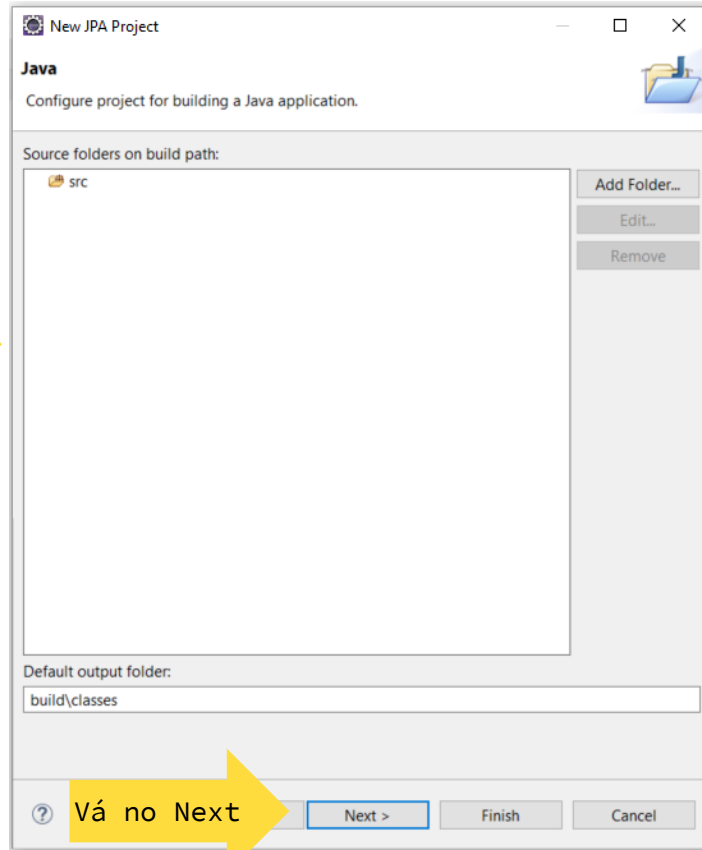 New JPA Project
Java
Configure project for building a Java application.
Source folders on build path:
src
Add Folder...
Edit...
Remove
Default output folder:
build\classes
Vá no Next
Next >
Finish
Cancel